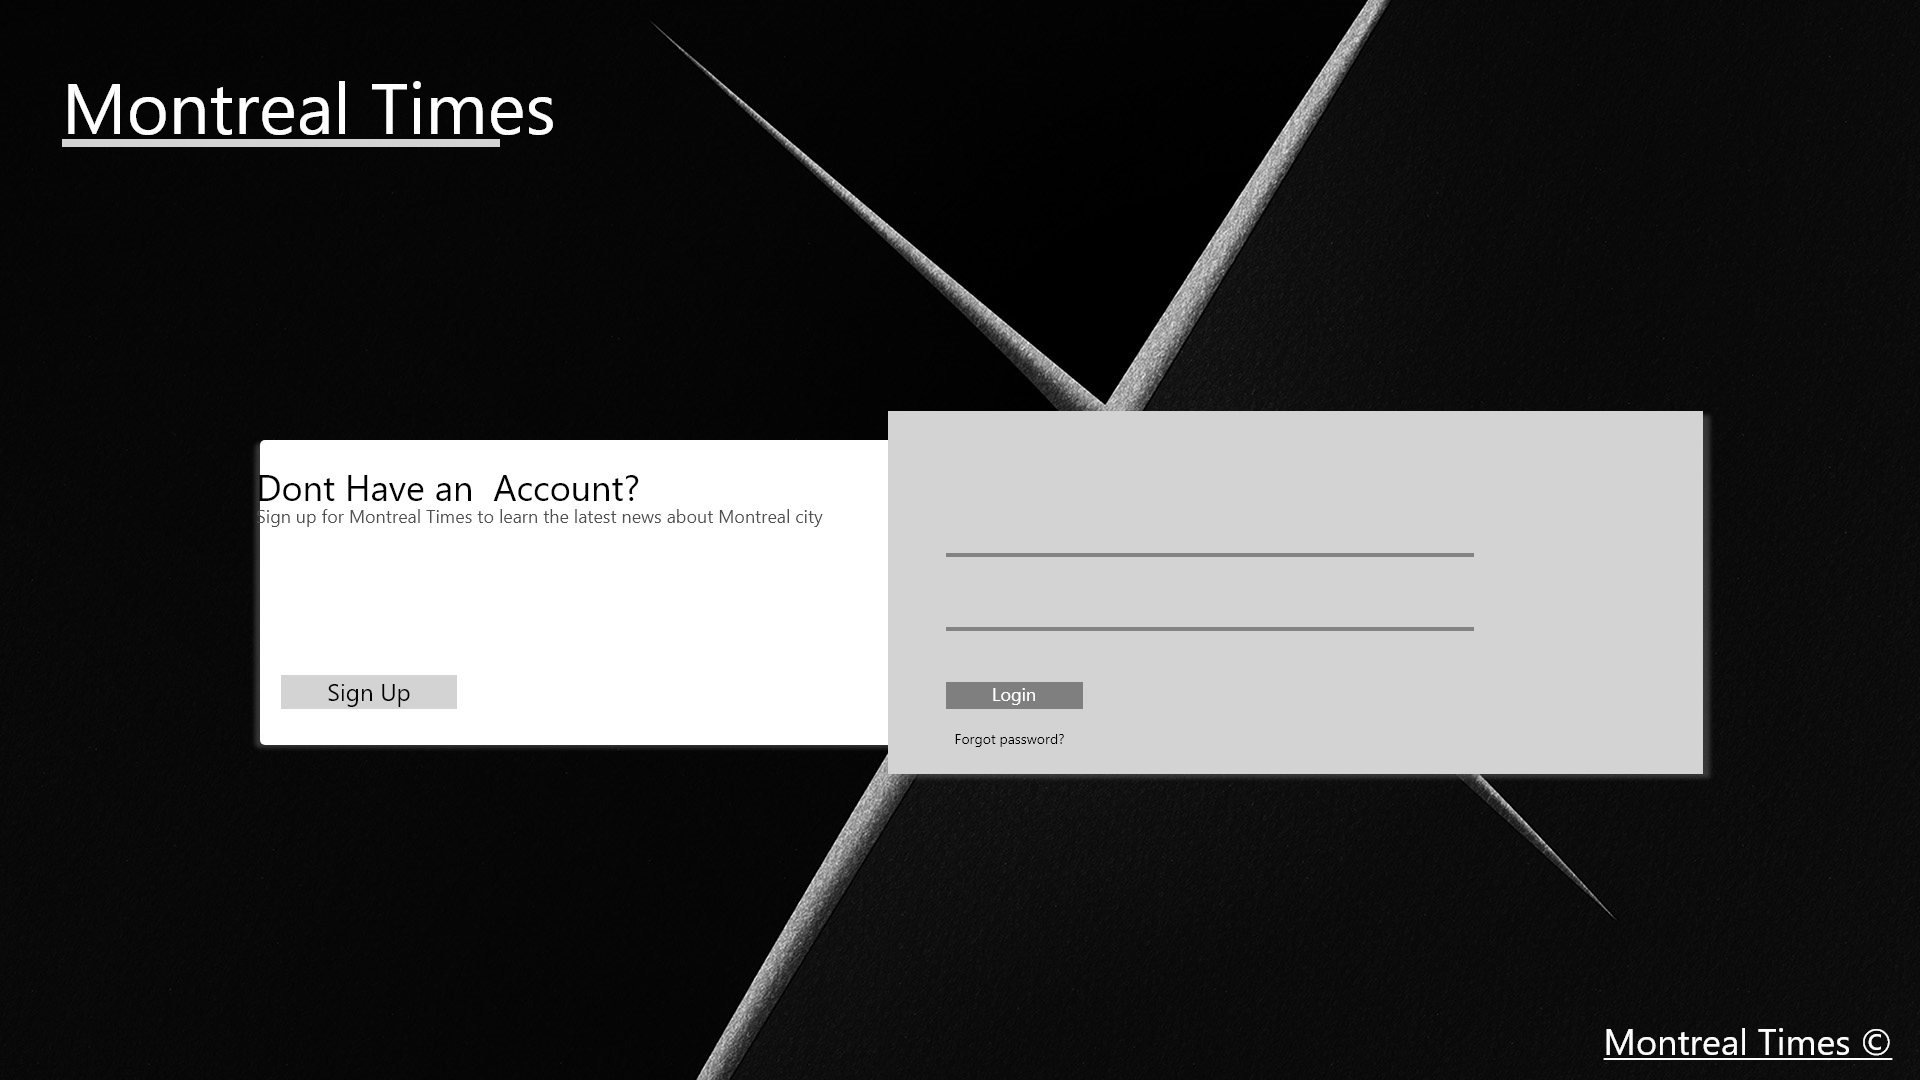 Montreal Times
Dont Have an  Account?
Sign up for Montreal Times to learn the latest news about Montreal city
Sign Up
Login
Forgot password?
Montreal Times ©